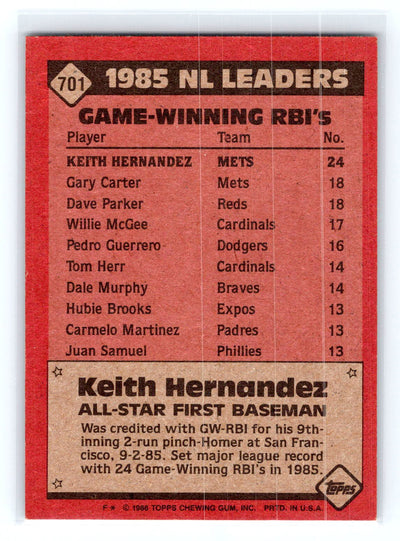 701
1985 NL LEADERS
GAME-WINNING RBI's
Player Team No.
KEITH HERNANDEZ METS 24
Gary Carter Mets 18
Dave Parker Reds 18
Willie McGee Cardinals 17
Pedro Guerrero Dodgers 16
Tom Herr Cardinals 14
Dale Murphy Braves 14
Hubie Brooks Expos 13
Carmelo Martinez Padres 13
Juan Samuel Phillies 13
Keith Hernandez
ALL-STAR FIRST BASEMAN
Was credited with GW-RBI for his 9th-
inning 2-run pinch-Homer at San Fran-
cisco, 9-2-85. Set major league record
with 24 Game-Winning RBI's in 1985.
TOPPS
F* © 1986 TOPPS CHEWING GUM, INC. PRTD. IN U.S.A.